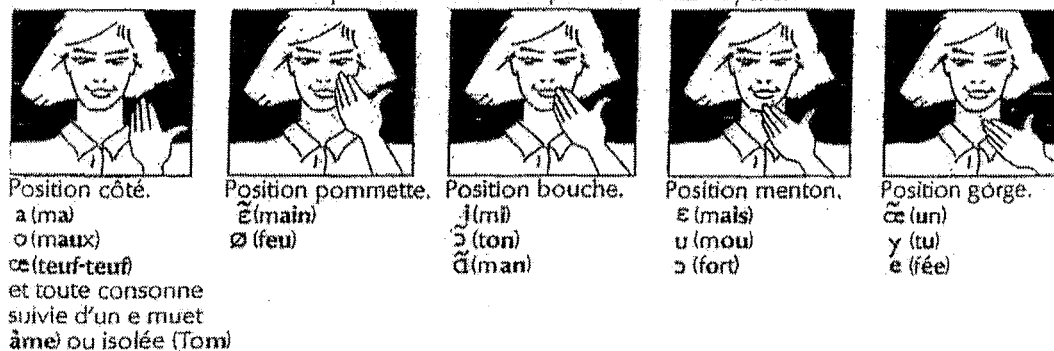 Position côté.
a (ma)
o (maux)
œ (teuf-teuf)
et toute consonne
suivie d'un e muet
âme) ou isolée (Tom)
Position pommette.
ɛ̃ (main)
ø (feu)
Position bouche.
i (mi)
ɔ̃ (ton)
ɑ̃ (man)
Position menton.
ɛ (mais)
u (mou)
ɔ (fort)
Position gorge.
œ̃ (un)
y (tu)
e (fée)